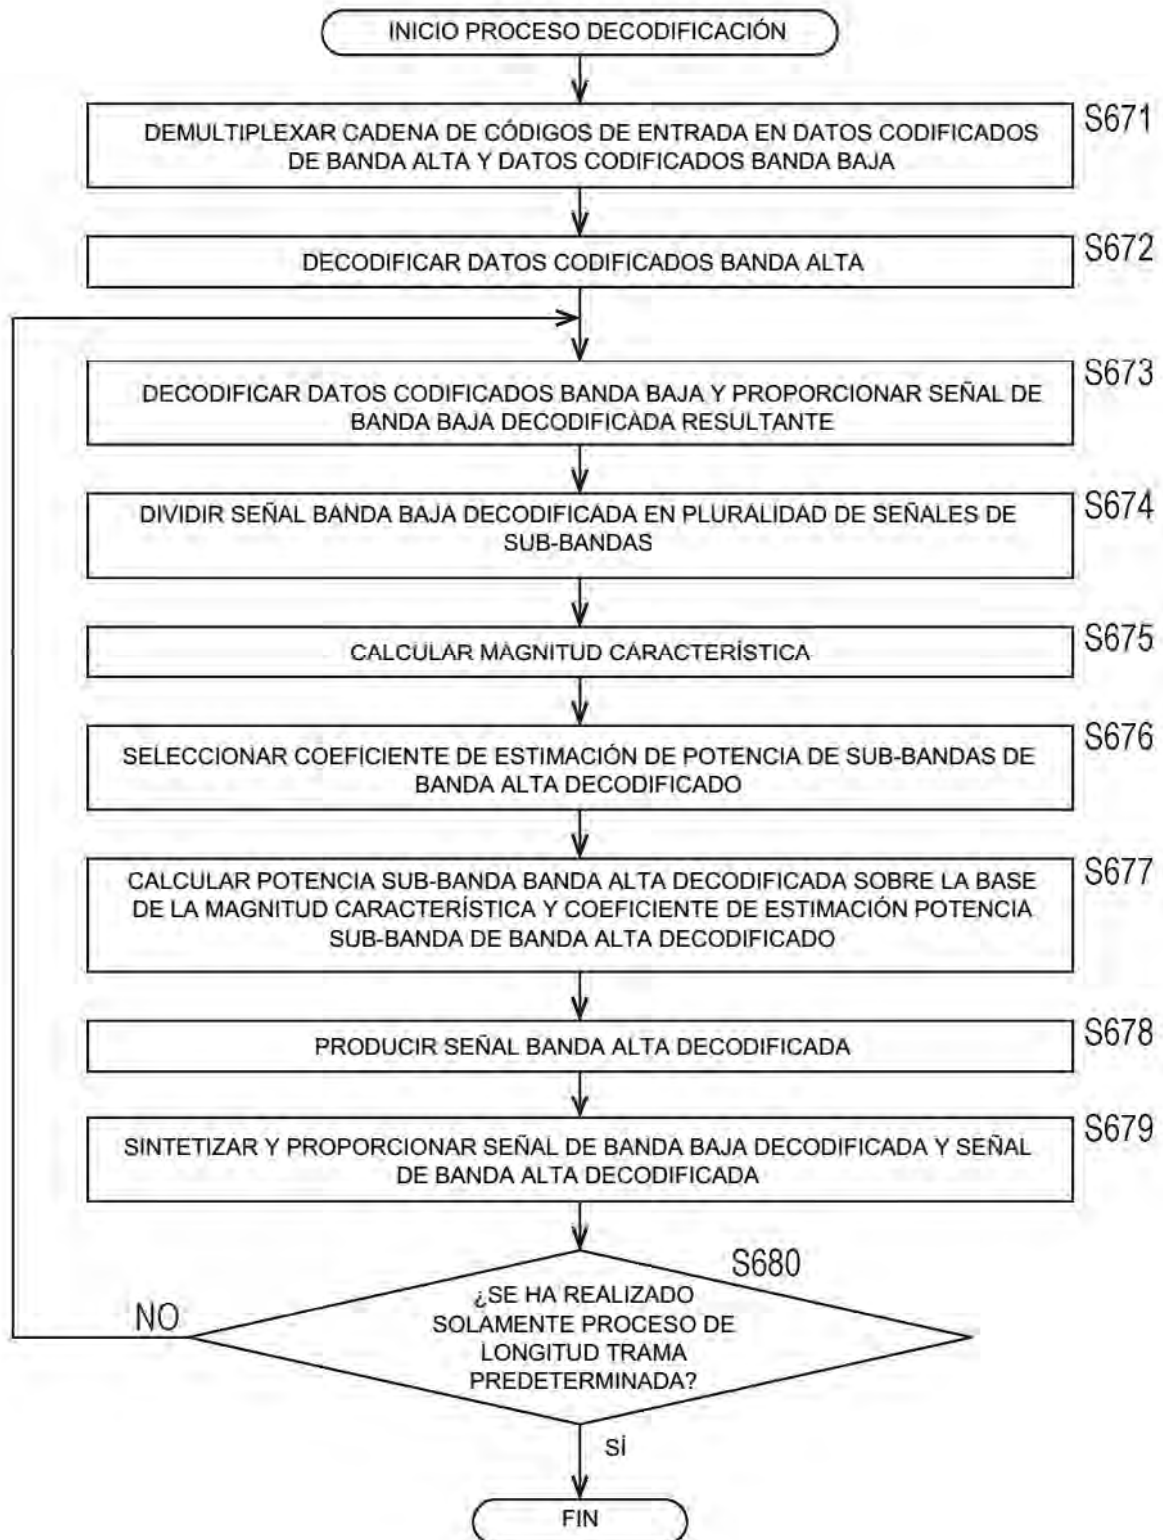 INICIO PROCESO DECODIFICACIÓN
S671
DEMULTIPLEXAR CADENA DE CÓDIGOS DE ENTRADA EN DATOS CODIFICADOS
DE BANDA ALTA Y DATOS CODIFICADOS BANDA BAJA
S672
DECODIFICAR DATOS CODIFICADOS BANDA ALTA
S673
DECODIFICAR DATOS CODIFICADOS BANDA BAJA Y PROPORCIONAR SEÑAL DE
BANDA BAJA DECODIFICADA RESULTANTE
S674
DIVIDIR SEÑAL BANDA BAJA DECODIFICADA EN PLURALIDAD DE SEÑALES DE
SUB-BANDAS
S675
CALCULAR MAGNITUD CARACTERÍSTICA
S676
SELECCIONAR COEFICIENTE DE ESTIMACIÓN DE POTENCIA DE SUB-BANDAS DE
BANDA ALTA DECODIFICADO
S677
CALCULAR POTENCIA SUB-BANDA BANDA ALTA DECODIFICADA SOBRE LA BASE
DE LA MAGNITUD CARACTERÍSTICA Y COEFICIENTE DE ESTIMACIÓN POTENCIA
SUB-BANDA DE BANDA ALTA DECODIFICADO
S678
PRODUCIR SEÑAL BANDA ALTA DECODIFICADA
S679
SINTETIZAR Y PROPORCIONAR SEÑAL DE BANDA BAJA DECODIFICADA Y SEÑAL
DE BANDA ALTA DECODIFICADA
S680
¿SE HA REALIZADO
SOLAMENTE PROCESO DE
LONGITUD TRAMA
PREDETERMINADA?
NO
SÍ
FIN